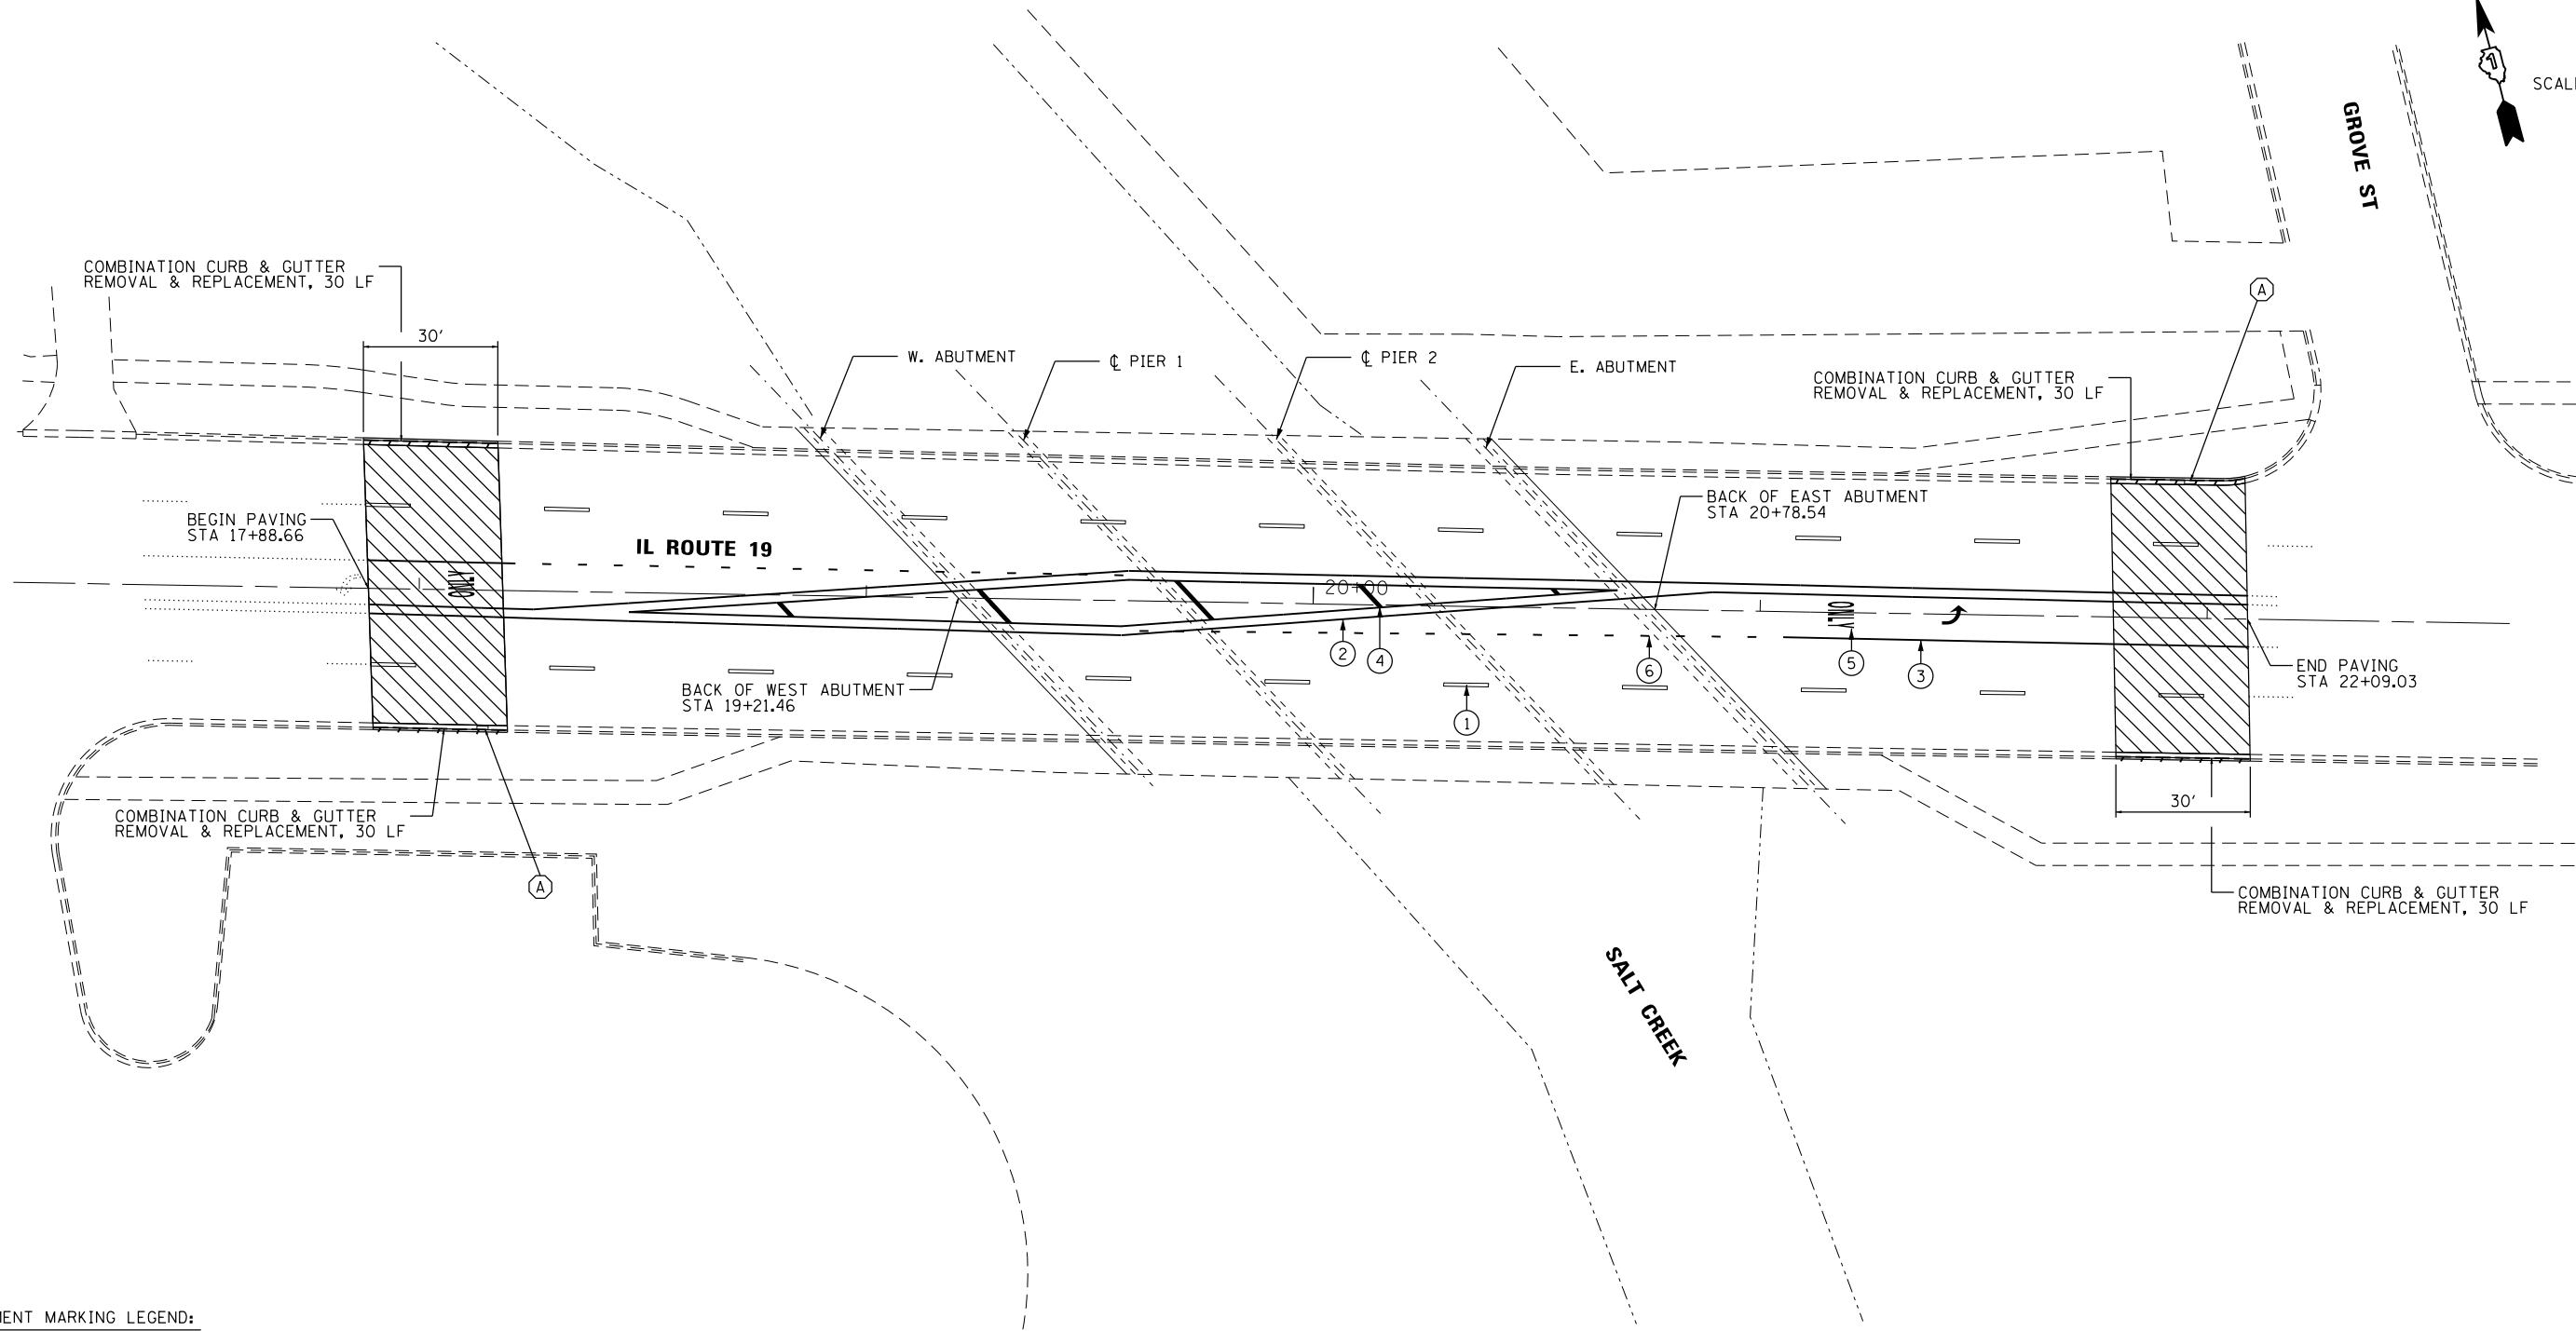 SCAL
GROVE ST
COMBINATION CURB & GUTTER
REMOVAL & REPLACEMENT, 30 LF
30'
A
W. ABUTMENT
℄ PIER 1
℄ PIER 2
E. ABUTMENT
COMBINATION CURB & GUTTER
REMOVAL & REPLACEMENT, 30 LF
BEGIN PAVING
STA 17+88.66
IL ROUTE 19
BACK OF EAST ABUTMENT
STA 20+78.54
ONLY
20+00
ONLY
2
4
6
5
3
END PAVING
STA 22+09.03
BACK OF WEST ABUTMENT
STA 19+21.46
1
30'
COMBINATION CURB & GUTTER
REMOVAL & REPLACEMENT, 30 LF
A
COMBINATION CURB & GUTTER
REMOVAL & REPLACEMENT, 30 LF
SALT CREEK
MENT MARKING LEGEND: